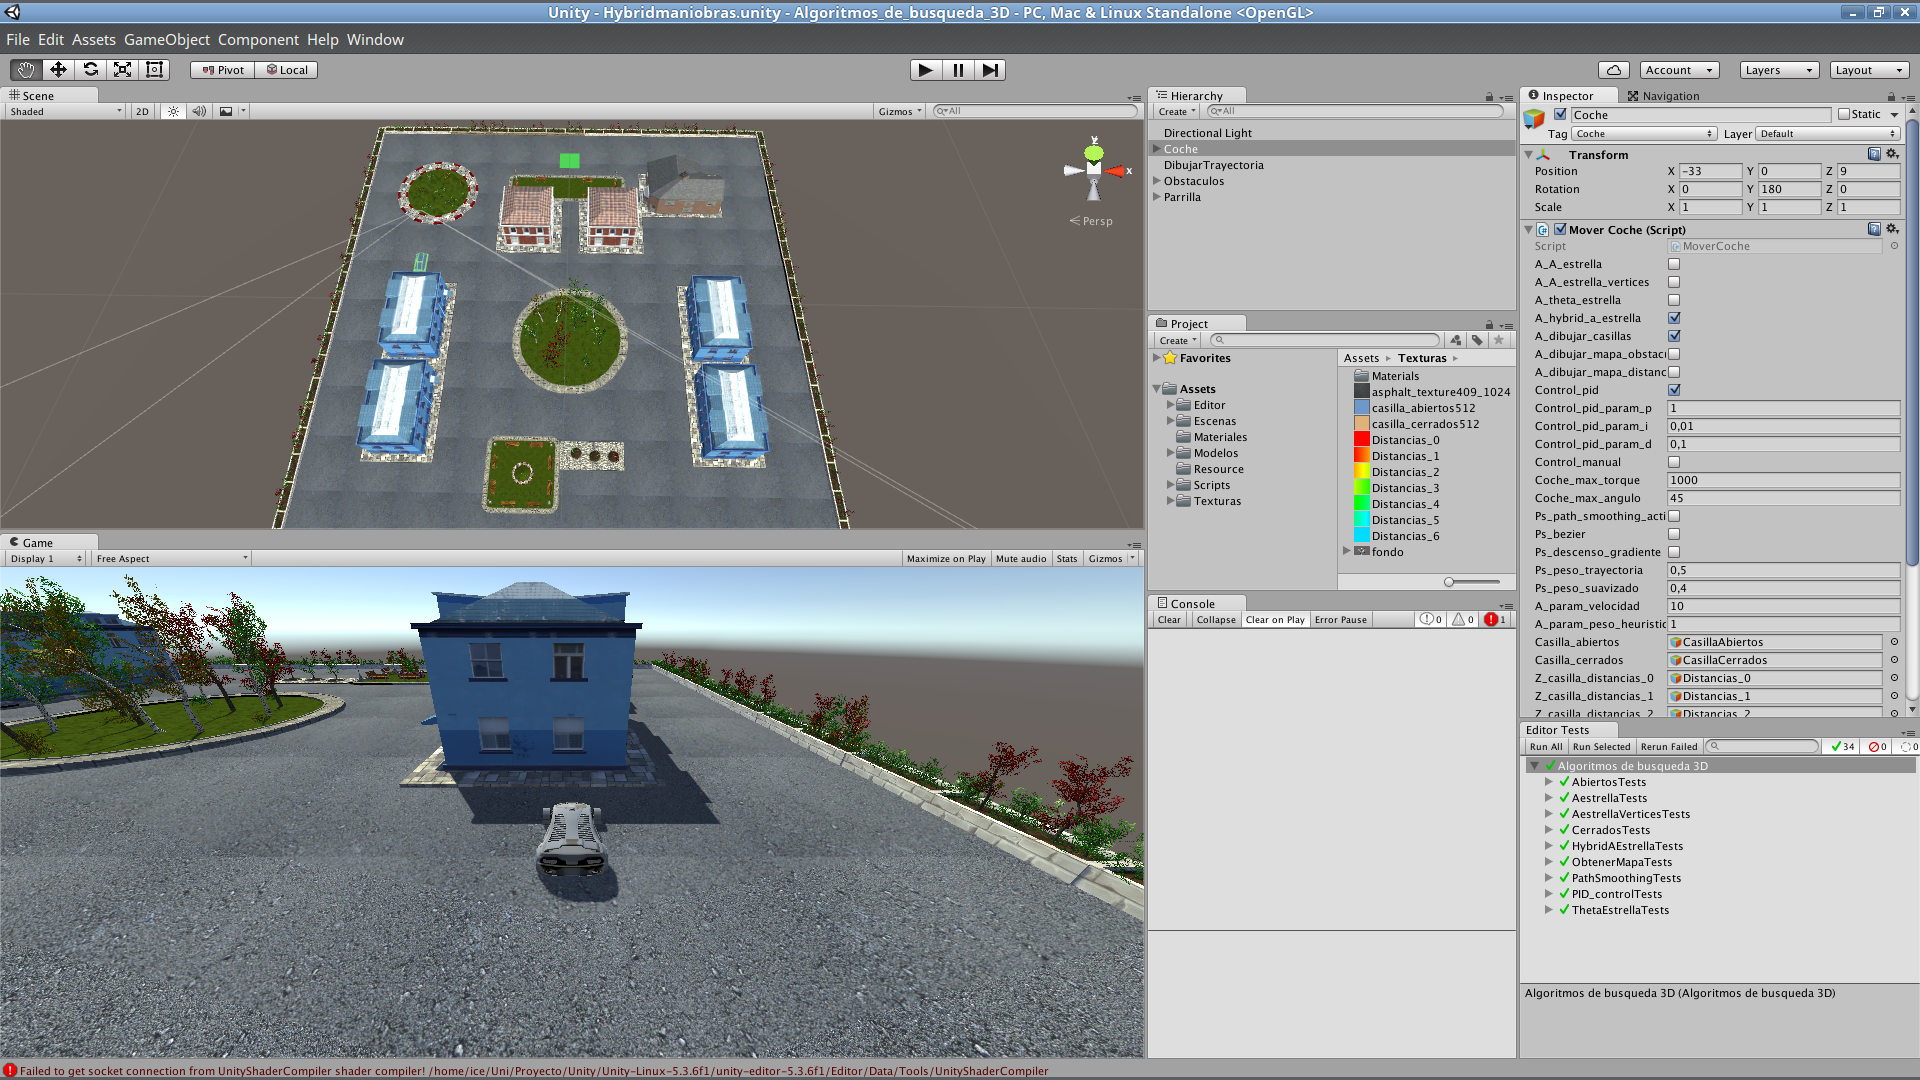 Unity - Hybridmaniobras.unity - Algoritmos_de_busqueda_3D - PC, Mac & Linux Standalone <OpenGL>
File Edit Assets GameObject Component Help Window
Pivot Local Account Layers Layout
Scene
Shaded 2D Gizmos All
y
x
Persp
Game
Display 1 Free Aspect Maximize on Play Mute audio Stats Gizmos
Hierarchy
Create All
Directional Light
Coche
DibujarTrayectoria
Obstaculos
Parrilla
Project
Create
Favorites
Assets
Editor
Escenas
Materiales
Modelos
Resource
Scripts
Texturas
Assets Texturas
Materials
asphalt_texture409_1024
casilla_abiertos512
casilla_cerrados512
Distancias_0
Distancias_1
Distancias_2
Distancias_3
Distancias_4
Distancias_5
Distancias_6
fondo
Console
Clear Collapse Clear on Play Error Pause 0 0 1
Inspector Navigation
Coche Static
Tag Coche Layer Default
Transform
Position X -33 Y 0 Z 9
Rotation X 0 Y 180 Z 0
Scale X 1 Y 1 Z 1
Mover Coche (Script)
Script MoverCoche
A_A_estrella
A_A_estrella_vertices
A_theta_estrella
A_hybrid_a_estrella
A_dibujar_casillas
A_dibujar_mapa_obstacu
A_dibujar_mapa_distanc
Control_pid
Control_pid_param_p 1
Control_pid_param_i 0,01
Control_pid_param_d 0,1
Control_manual
Coche_max_torque 1000
Coche_max_angulo 45
Ps_path_smoothing_acti
Ps_bezier
Ps_descenso_gradiente
Ps_peso_trayectoria 0,5
Ps_peso_suavizado 0,4
A_param_velocidad 10
A_param_peso_heuristic 1
Casilla_abiertos CasillaAbiertos
Casilla_cerrados CasillaCerrados
Z_casilla_distancias_0 Distancias_0
Z_casilla_distancias_1 Distancias_1
Z_casilla_distancias_2 Distancias_2
Editor Tests
Run All Run Selected Rerun Failed 34 0 0
Algoritmos de busqueda 3D
AbiertosTests
AestrellaTests
AestrellaVerticesTests
CerradosTests
HybridAEstrellaTests
ObtenerMapaTests
PathSmoothingTests
PID_controlTests
ThetaEstrellaTests
Algoritmos de busqueda 3D (Algoritmos de busqueda 3D)
Failed to get socket connection from UnityShaderCompiler shader compiler! /home/ice/Uni/Proyecto/Unity/Unity-Linux-5.3.6f1/unity-editor-5.3.6f1/Editor/Data/Tools/UnityShaderCompiler